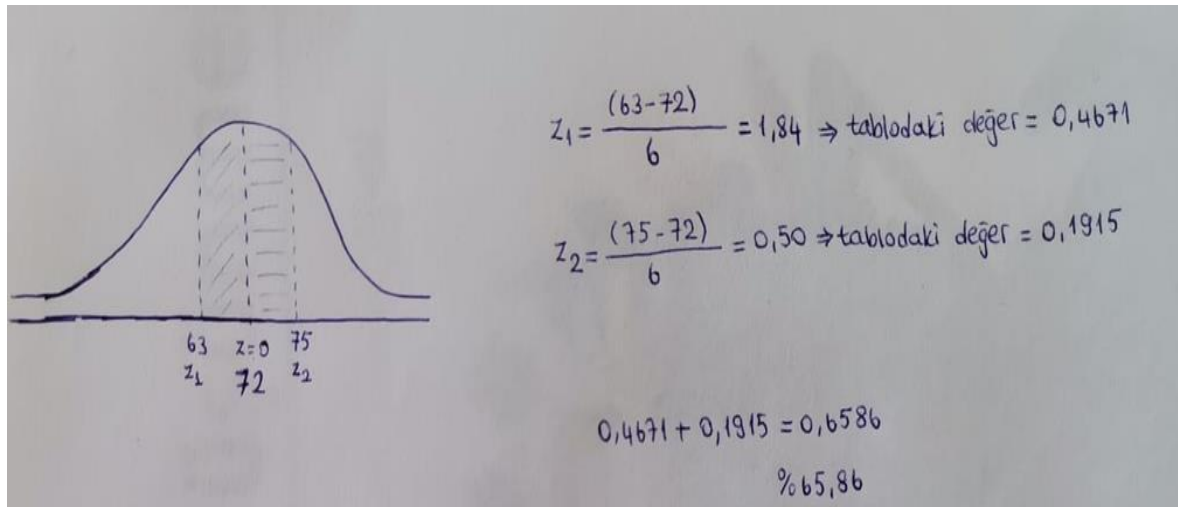 z₁ = (63-72) / 6 = 1,84 ⇒ tablodaki değer = 0,4671
z₂ = (75-72) / 6 = 0,50 ⇒ tablodaki değer = 0,1915
63 z=0 75
z₁ 72 z₂
0,4671 + 0,1915 = 0,6586
%65,86